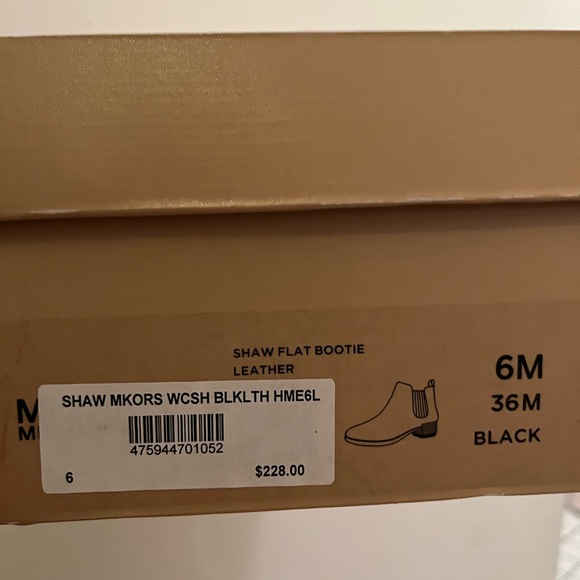 SHAW FLAT BOOTIE
LEATHER
6M
36M
BLACK
SHAW MKORS WCSH BLKLTH HME6L
475944701052
6
$228.00